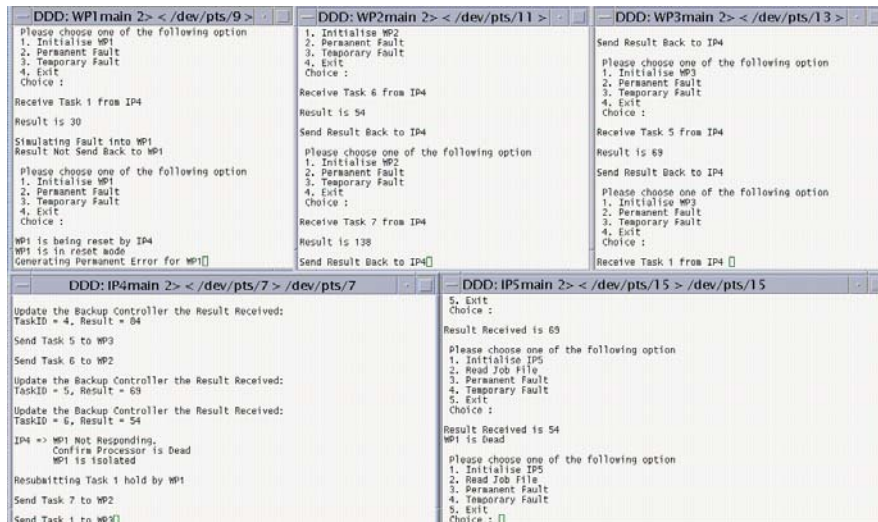 DDD: WP1main 2> < /dev/pts/9 >
Please choose one of the following option
1. Initialise WP1
2. Permanent Fault
3. Temporary Fault
4. Exit
Choice :
Receive Task 1 from IP4
Result is 30
Simulating Fault into WP1
Result Not Send Back to WP1
Please choose one of the following option
1. Initialise WP1
2. Permanent Fault
3. Temporary Fault
4. Exit
Choice :
WP1 is being reset by IP4
WP1 is in reset mode
Generating Permanent Error for WP1
DDD: WP2main 2> < /dev/pts/11 >
1. Initialise WP2
2. Permanent Fault
3. Temporary Fault
4. Exit
Choice :
Receive Task 6 from IP4
Result is 54
Send Result Back to IP4
Please choose one of the following option
1. Initialise WP2
2. Permanent Fault
3. Temporary Fault
4. Exit
Choice :
Receive Task 7 from IP4
Result is 138
Send Result Back to IP4
DDD: WP3main 2> < /dev/pts/13 >
Send Result Back to IP4
Please choose one of the following option
1. Initialise WP3
2. Permanent Fault
3. Temporary Fault
4. Exit
Choice :
Receive Task 5 from IP4
Result is 69
Send Result Back to IP4
Please choose one of the following option
1. Initialise WP3
2. Permanent Fault
3. Temporary Fault
4. Exit
Choice :
Receive Task 1 from IP4
DDD: IP4main 2> < /dev/pts/7 > /dev/pts/7
Update the Backup Controller the Result Received:
TaskID = 4, Result = 84
Send Task 5 to WP3
Send Task 6 to WP2
Update the Backup Controller the Result Received:
TaskID = 5, Result = 69
Update the Backup Controller the Result Received:
TaskID = 6, Result = 54
IP4 => WP1 Not Responding.
Confirm Processor is Dead
WP1 is isolated
Resubmitting Task 1 hold by WP1
Send Task 7 to WP2
Send Task 1 to WP3
DDD: IP5main 2> < /dev/pts/15 > /dev/pts/15
5. Exit
Choice :
Result Received is 69
Please choose one of the following option
1. Initialise IP5
2. Read Job File
3. Permanent Fault
4. Temporary Fault
5. Exit
Choice :
Result Received is 54
WP1 is Dead
Please choose one of the following option
1. Initialise IP5
2. Read Job File
3. Permanent Fault
4. Temporary Fault
5. Exit
Choice :